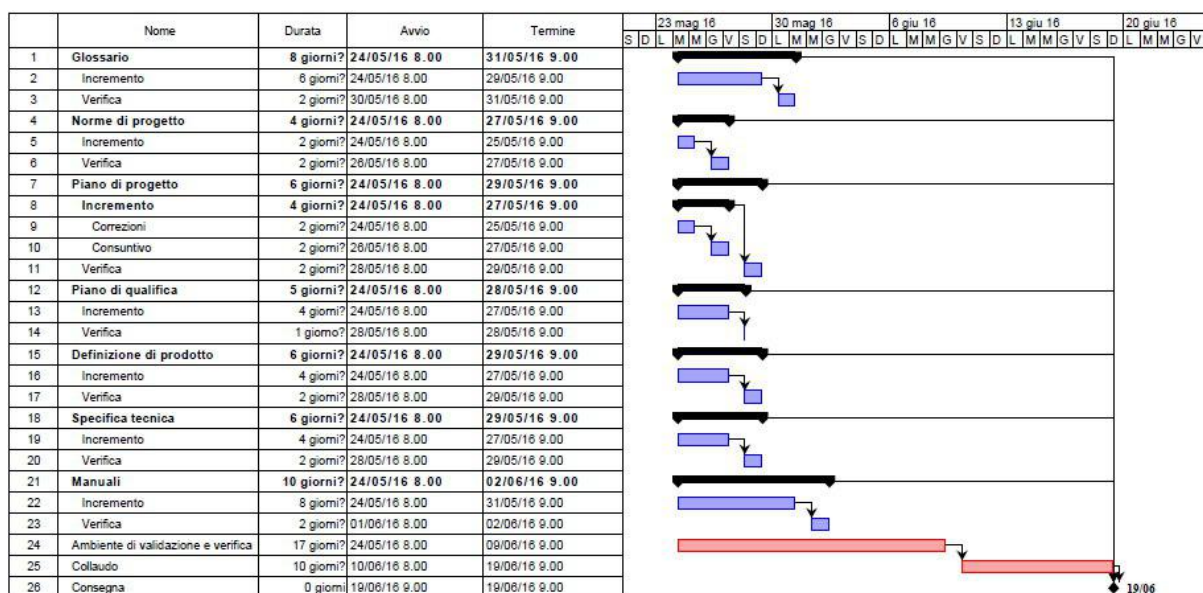 Nome Durata Avvio Termine
23 mag 16 30 mag 16 6 giu 16 13 giu 16 20 giu 16
S D L M M G V S D L M M G V S D L M M G V S D L M M G V S D L M M G V
1 Glossario 8 giorni? 24/05/16 8.00 31/05/16 9.00
2 Incremento 6 giorni? 24/05/16 8.00 29/05/16 9.00
3 Verifica 2 giorni? 30/05/16 8.00 31/05/16 9.00
4 Norme di progetto 4 giorni? 24/05/16 8.00 27/05/16 9.00
5 Incremento 2 giorni? 24/05/16 8.00 25/05/16 9.00
6 Verifica 2 giorni? 26/05/16 8.00 27/05/16 9.00
7 Piano di progetto 6 giorni? 24/05/16 8.00 29/05/16 9.00
8 Incremento 4 giorni? 24/05/16 8.00 27/05/16 9.00
9 Correzioni 2 giorni? 24/05/16 8.00 25/05/16 9.00
10 Consuntivo 2 giorni? 26/05/16 8.00 27/05/16 9.00
11 Verifica 2 giorni? 28/05/16 8.00 29/05/16 9.00
12 Piano di qualifica 5 giorni? 24/05/16 8.00 28/05/16 9.00
13 Incremento 4 giorni? 24/05/16 8.00 27/05/16 9.00
14 Verifica 1 giorno? 28/05/16 8.00 28/05/16 9.00
15 Definizione di prodotto 6 giorni? 24/05/16 8.00 29/05/16 9.00
16 Incremento 4 giorni? 24/05/16 8.00 27/05/16 9.00
17 Verifica 2 giorni? 28/05/16 8.00 29/05/16 9.00
18 Specifica tecnica 6 giorni? 24/05/16 8.00 29/05/16 9.00
19 Incremento 4 giorni? 24/05/16 8.00 27/05/16 9.00
20 Verifica 2 giorni? 28/05/16 8.00 29/05/16 9.00
21 Manuali 10 giorni? 24/05/16 8.00 02/06/16 9.00
22 Incremento 8 giorni? 24/05/16 8.00 31/05/16 9.00
23 Verifica 2 giorni? 01/06/16 8.00 02/06/16 9.00
24 Ambiente di validazione e verifica 17 giorni? 24/05/16 8.00 09/06/16 9.00
25 Collaudo 10 giorni? 10/06/16 8.00 19/06/16 9.00
26 Consegna 0 giorni 19/06/16 9.00 19/06/16 9.00 19/06